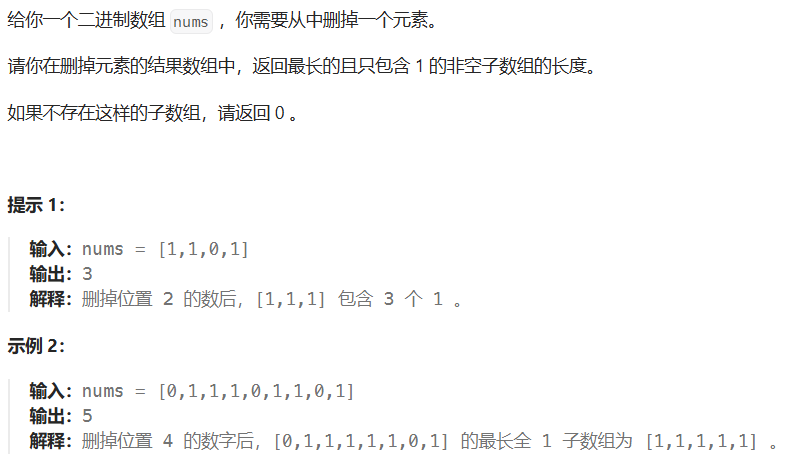 给你一个二进制数组 nums ，你需要从中删掉一个元素。
请你在删掉元素的结果数组中，返回最长的且只包含 1 的非空子数组的长度。
如果不存在这样的子数组，请返回 0 。
提示 1：
输入：nums = [1,1,0,1]
输出：3
解释：删掉位置 2 的数后，[1,1,1] 包含 3 个 1 。
示例 2：
输入：nums = [0,1,1,1,0,1,1,0,1]
输出：5
解释：删掉位置 4 的数字后，[0,1,1,1,1,1,0,1] 的最长全 1 子数组为 [1,1,1,1,1] 。